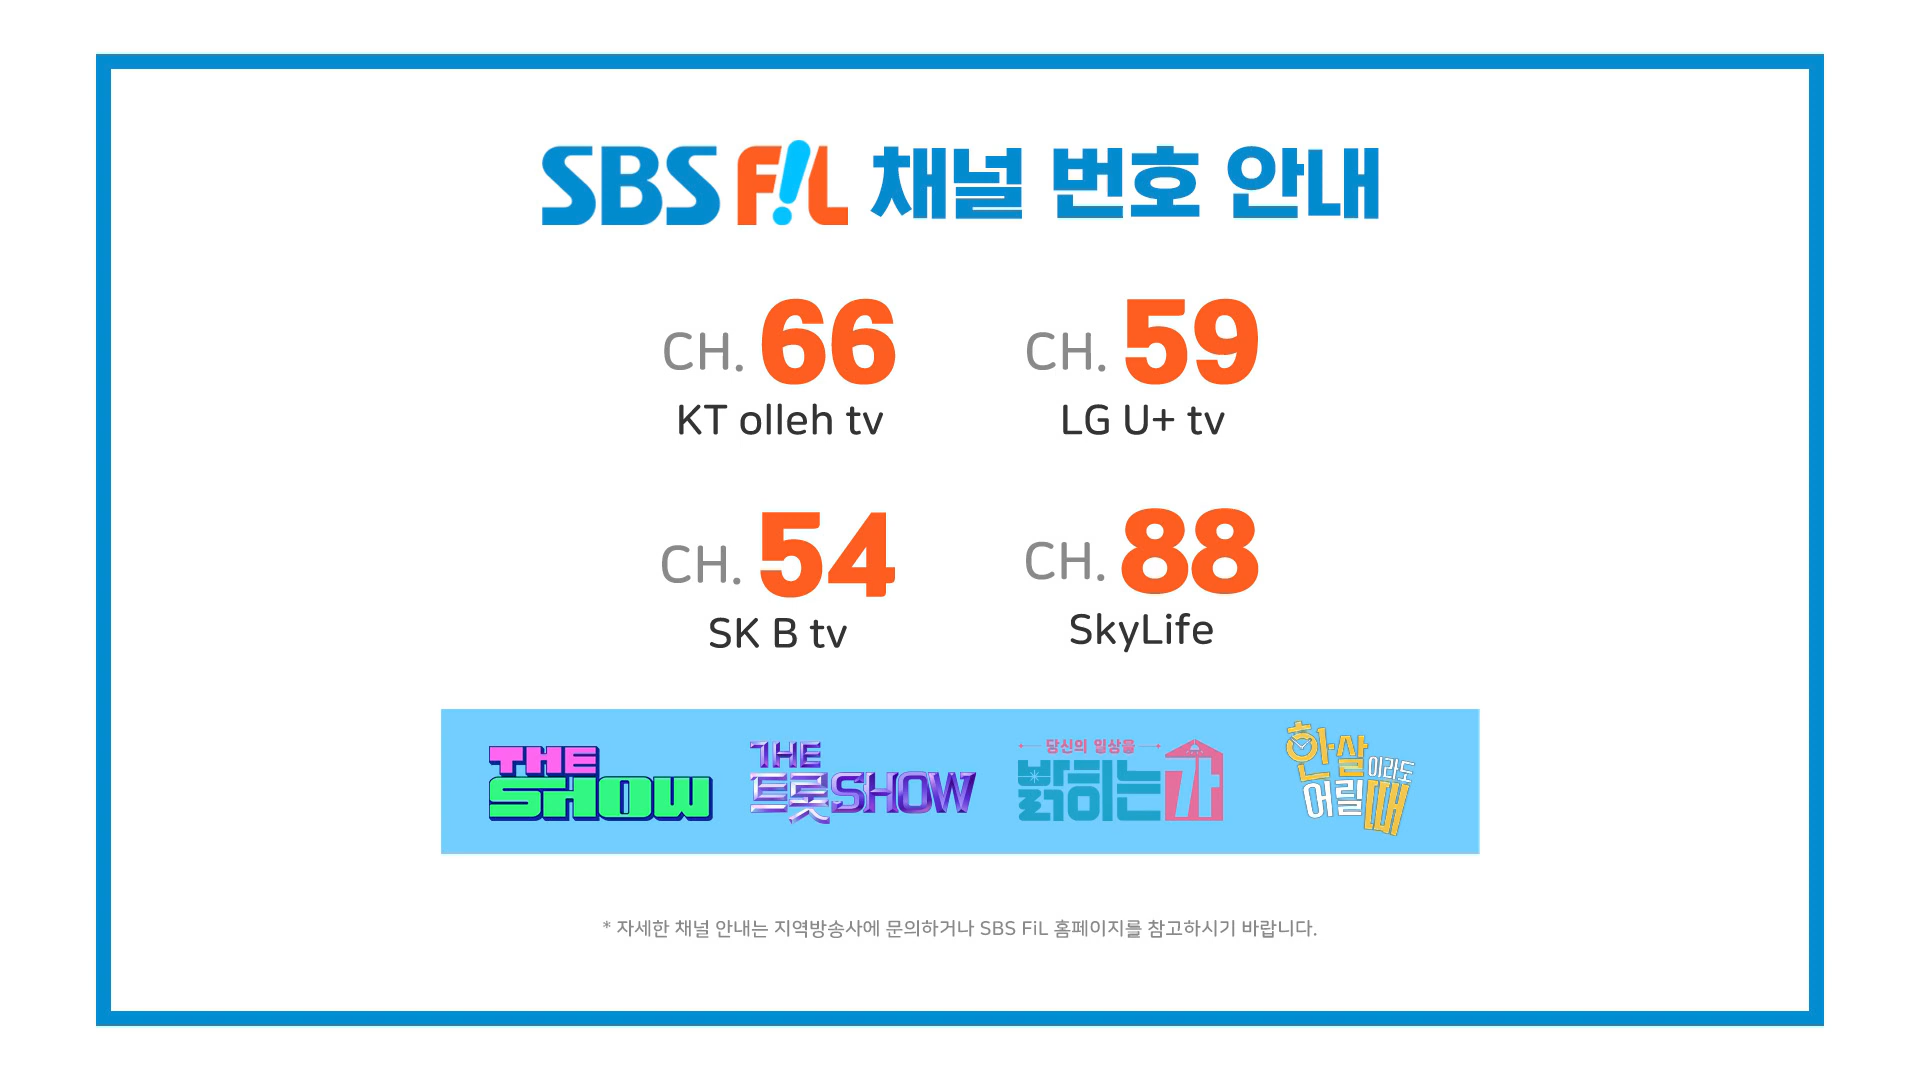 SBS F!L 채널 번호 안내
CH. 66
KT olleh tv
CH. 59
LG U+ tv
CH. 54
SK B tv
CH. 88
SkyLife
THE
SHOW
THE
트롯SHOW
당신의 일상을
밝히는가
한살이라도
어릴때
* 자세한 채널 안내는 지역방송사에 문의하거나 SBS FiL 홈페이지를 참고하시기 바랍니다.